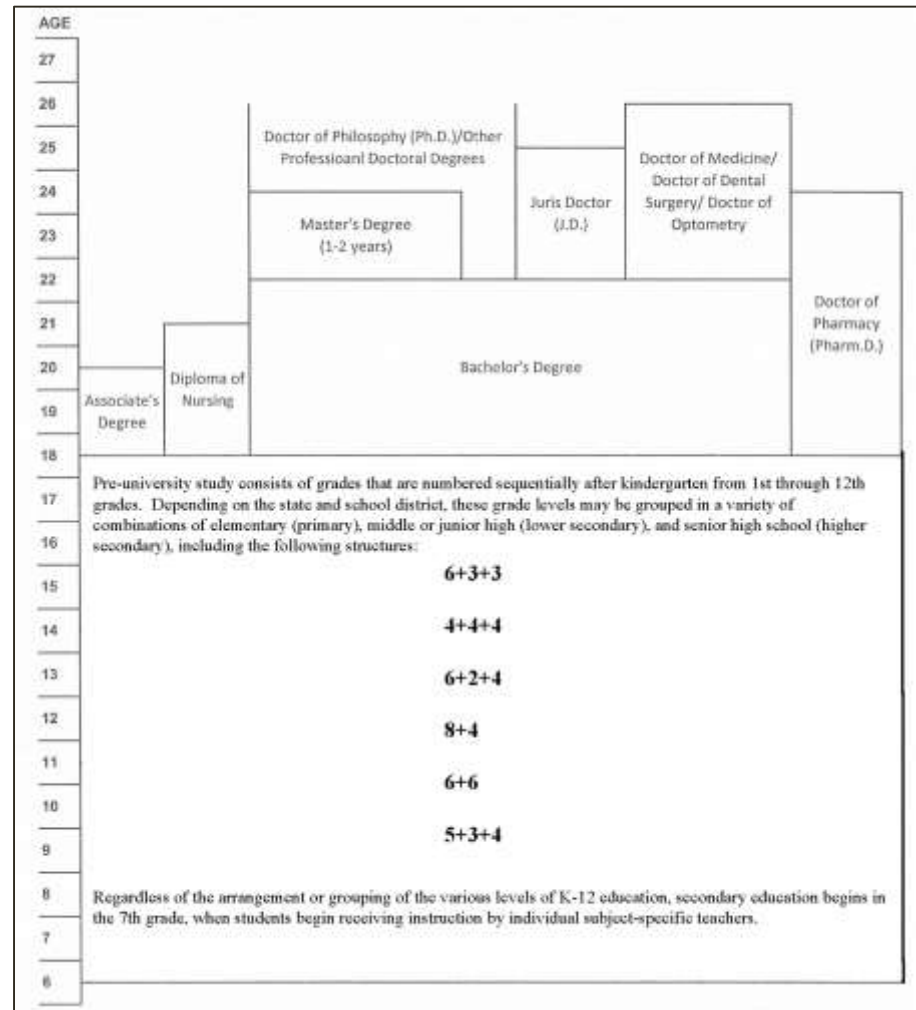 AGE
27
26
25
24
23
22
21
20
19
18
17
16
15
14
13
12
11
10
9
8
7
6
Doctor of Philosophy (Ph.D.)/Other
Professioanl Doctoral Degrees
Master's Degree
(1-2 years)
Juris Doctor
(J.D.)
Doctor of Medicine/
Doctor of Dental
Surgery/ Doctor of
Optometry
Doctor of
Pharmacy
(Pharm.D.)
Bachelor's Degree
Diploma of
Nursing
Associate's
Degree
Pre-university study consists of grades that are numbered sequentially after kindergarten from 1st through 12th
grades. Depending on the state and school district, these grade levels may be grouped in a variety of
combinations of elementary (primary), middle or junior high (lower secondary), and senior high school (higher
secondary), including the following structures:
6+3+3
4+4+4
6+2+4
8+4
6+6
5+3+4
Regardless of the arrangement or grouping of the various levels of K-12 education, secondary education begins in
the 7th grade, when students begin receiving instruction by individual subject-specific teachers.